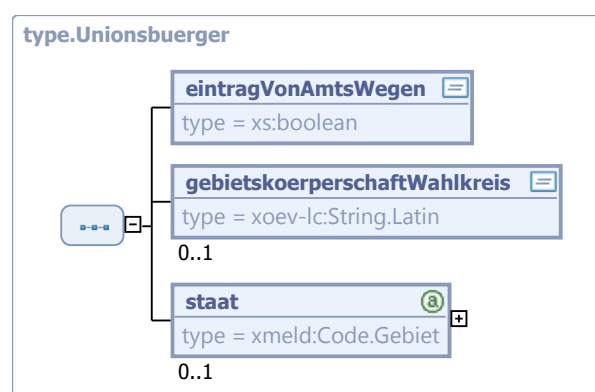 type.Unionsbuerger
eintragVonAmtsWegen
type = xs:boolean
gebietskoerperschaftWahlkreis
type = xoev-lc:String.Latin
0..1
staat
type = xmeld:Code.Gebiet
0..1